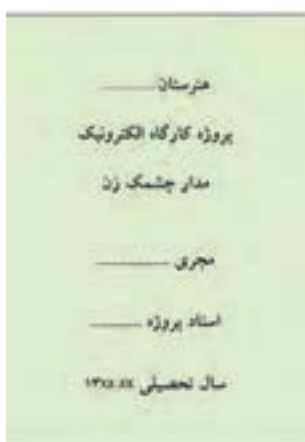 هنرستان ..............
پروژه کارگاه الکترونیک
مدار چشمک زن
مجری ..................
استاد پروژه ............
سال تحصیلی